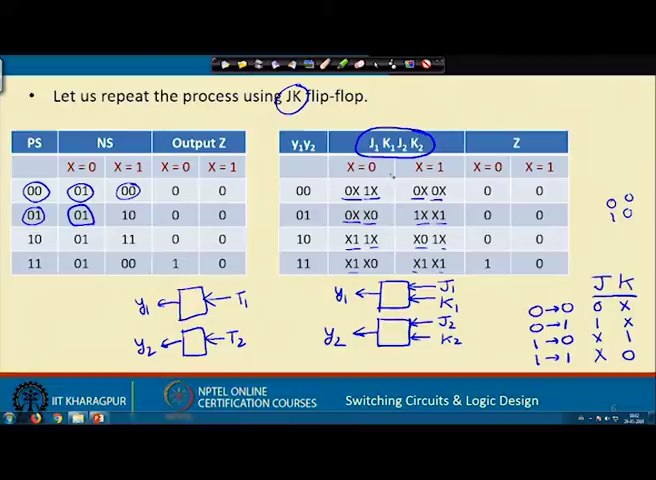 • Let us repeat the process using JK flip-flop.
PS NS Output Z
X = 0 X = 1 X = 0 X = 1
00 01 00 0 0
01 01 10 0 0
10 01 11 0 0
11 01 00 1 0
y1y2 J1 K1 J2 K2 Z
X = 0 X = 1 X = 0 X = 1
00 0X 1X 0X 0X 0 0
01 0X X0 1X X1 0 0
10 X1 1X X0 1X 0 0
11 X1 X0 X1 X1 1 0
0 0
1 0
y1 T1
y2 T2
y1 J1
K1
y2 J2
K2
J K
0→0 0 X
0→1 1 X
1→0 X 1
1→1 X 0
IIT KHARAGPUR
NPTEL ONLINE
CERTIFICATION COURSES
Switching Circuits & Logic Design